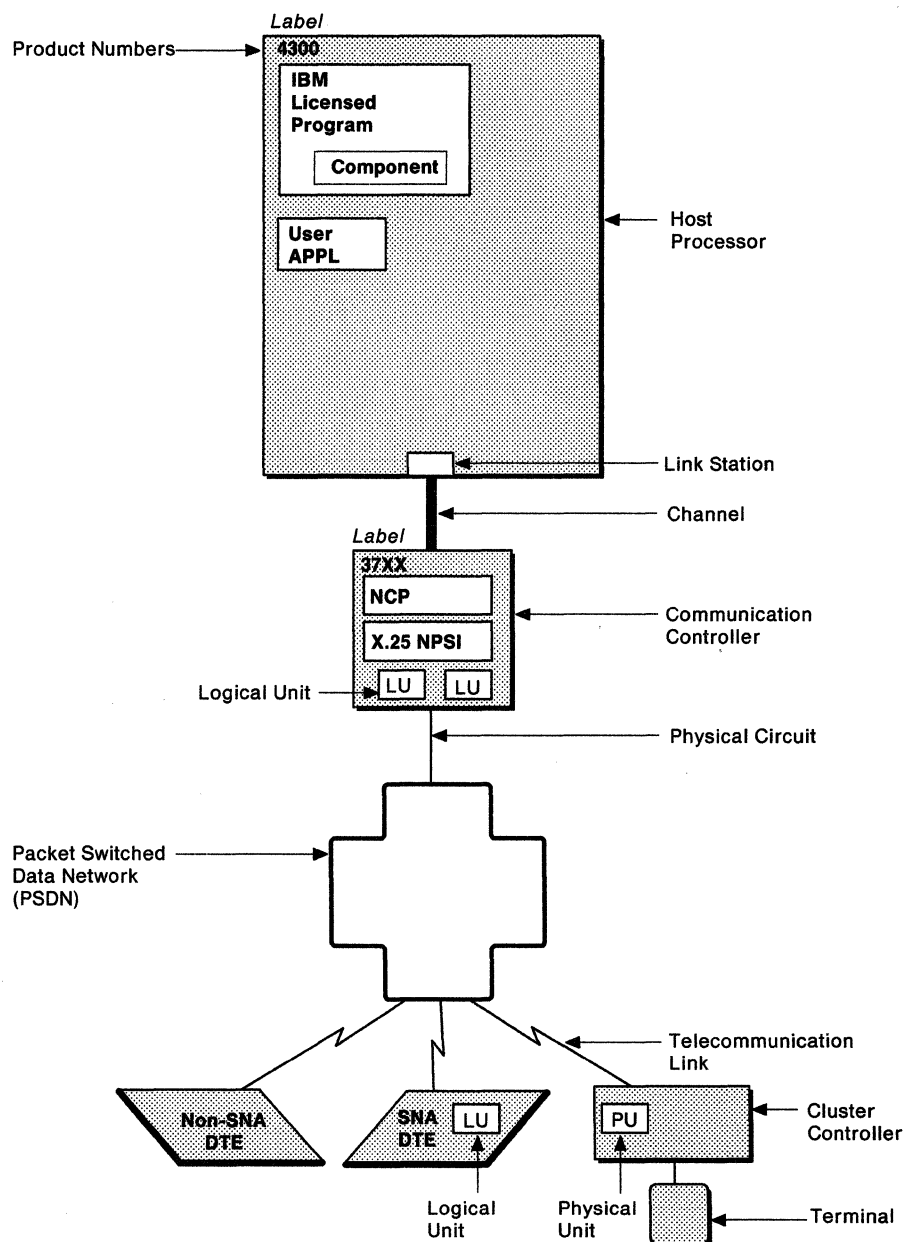 Label
Product Numbers
4300
IBM
Licensed
Program
Component
User
APPL
Host
Processor
Link Station
Channel
Label
37XX
NCP
X.25 NPSI
LU
LU
Communication
Controller
Logical Unit
Physical Circuit
Packet Switched
Data Network
(PSDN)
Telecommunication
Link
Non-SNA
DTE
SNA
DTE
LU
PU
Cluster
Controller
Logical
Unit
Physical
Unit
Terminal